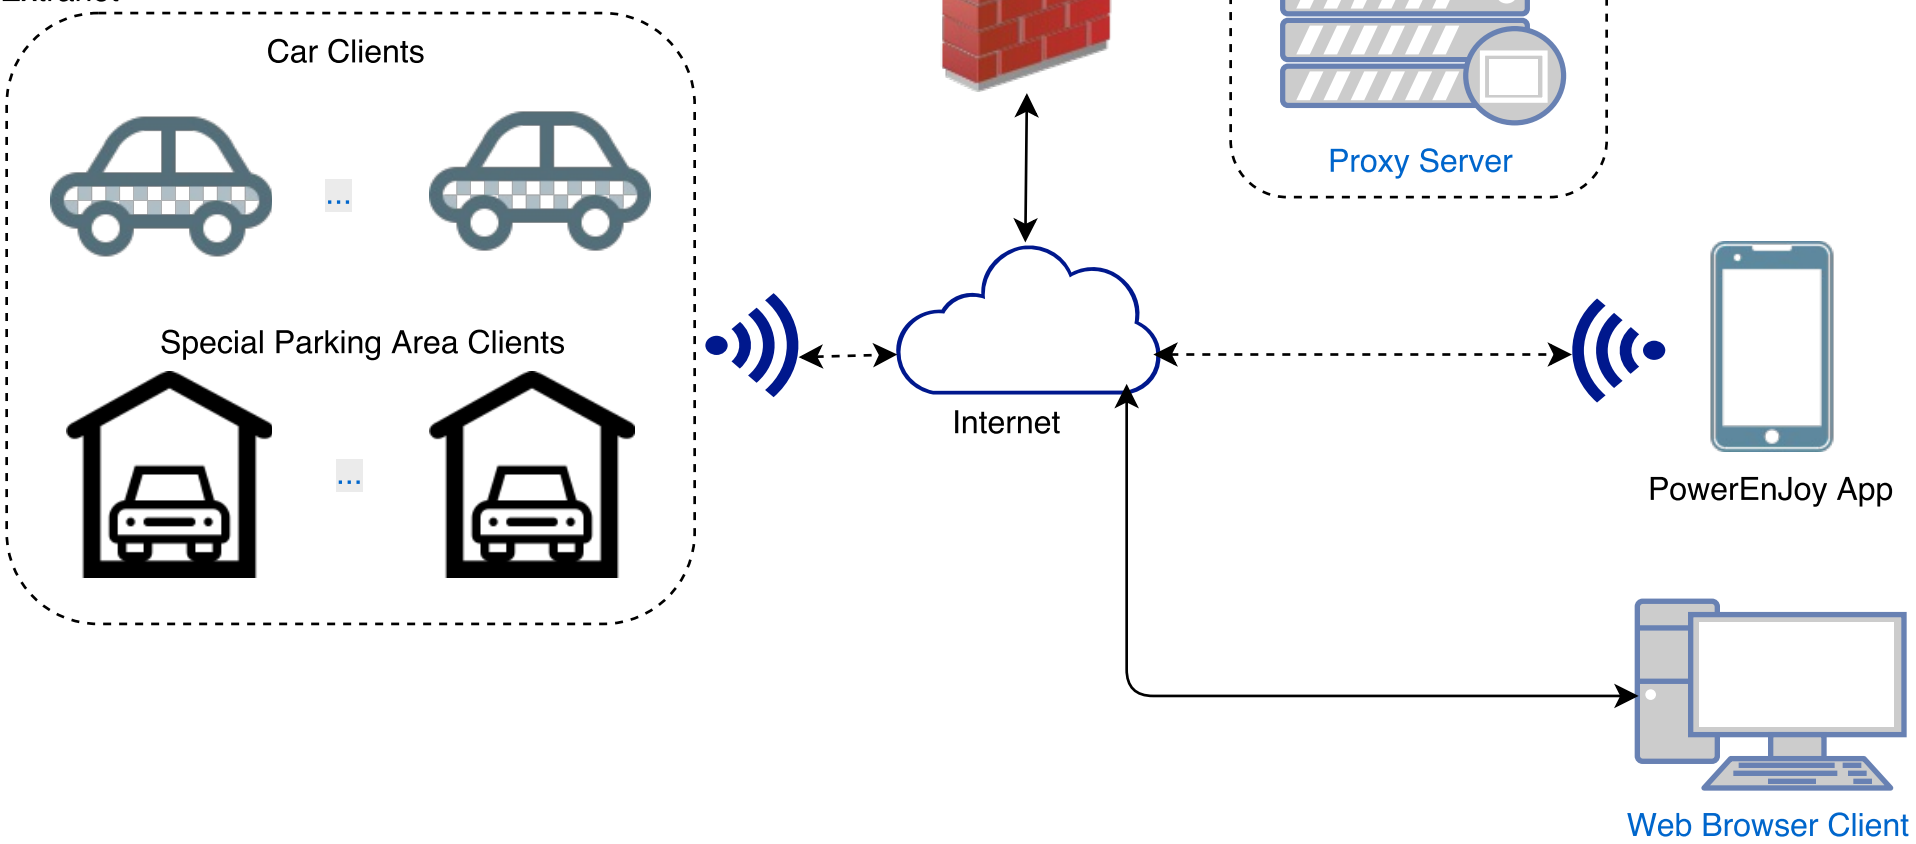 Car Clients
...
Proxy Server
Special Parking Area Clients
...
Internet
PowerEnJoy App
Web Browser Client